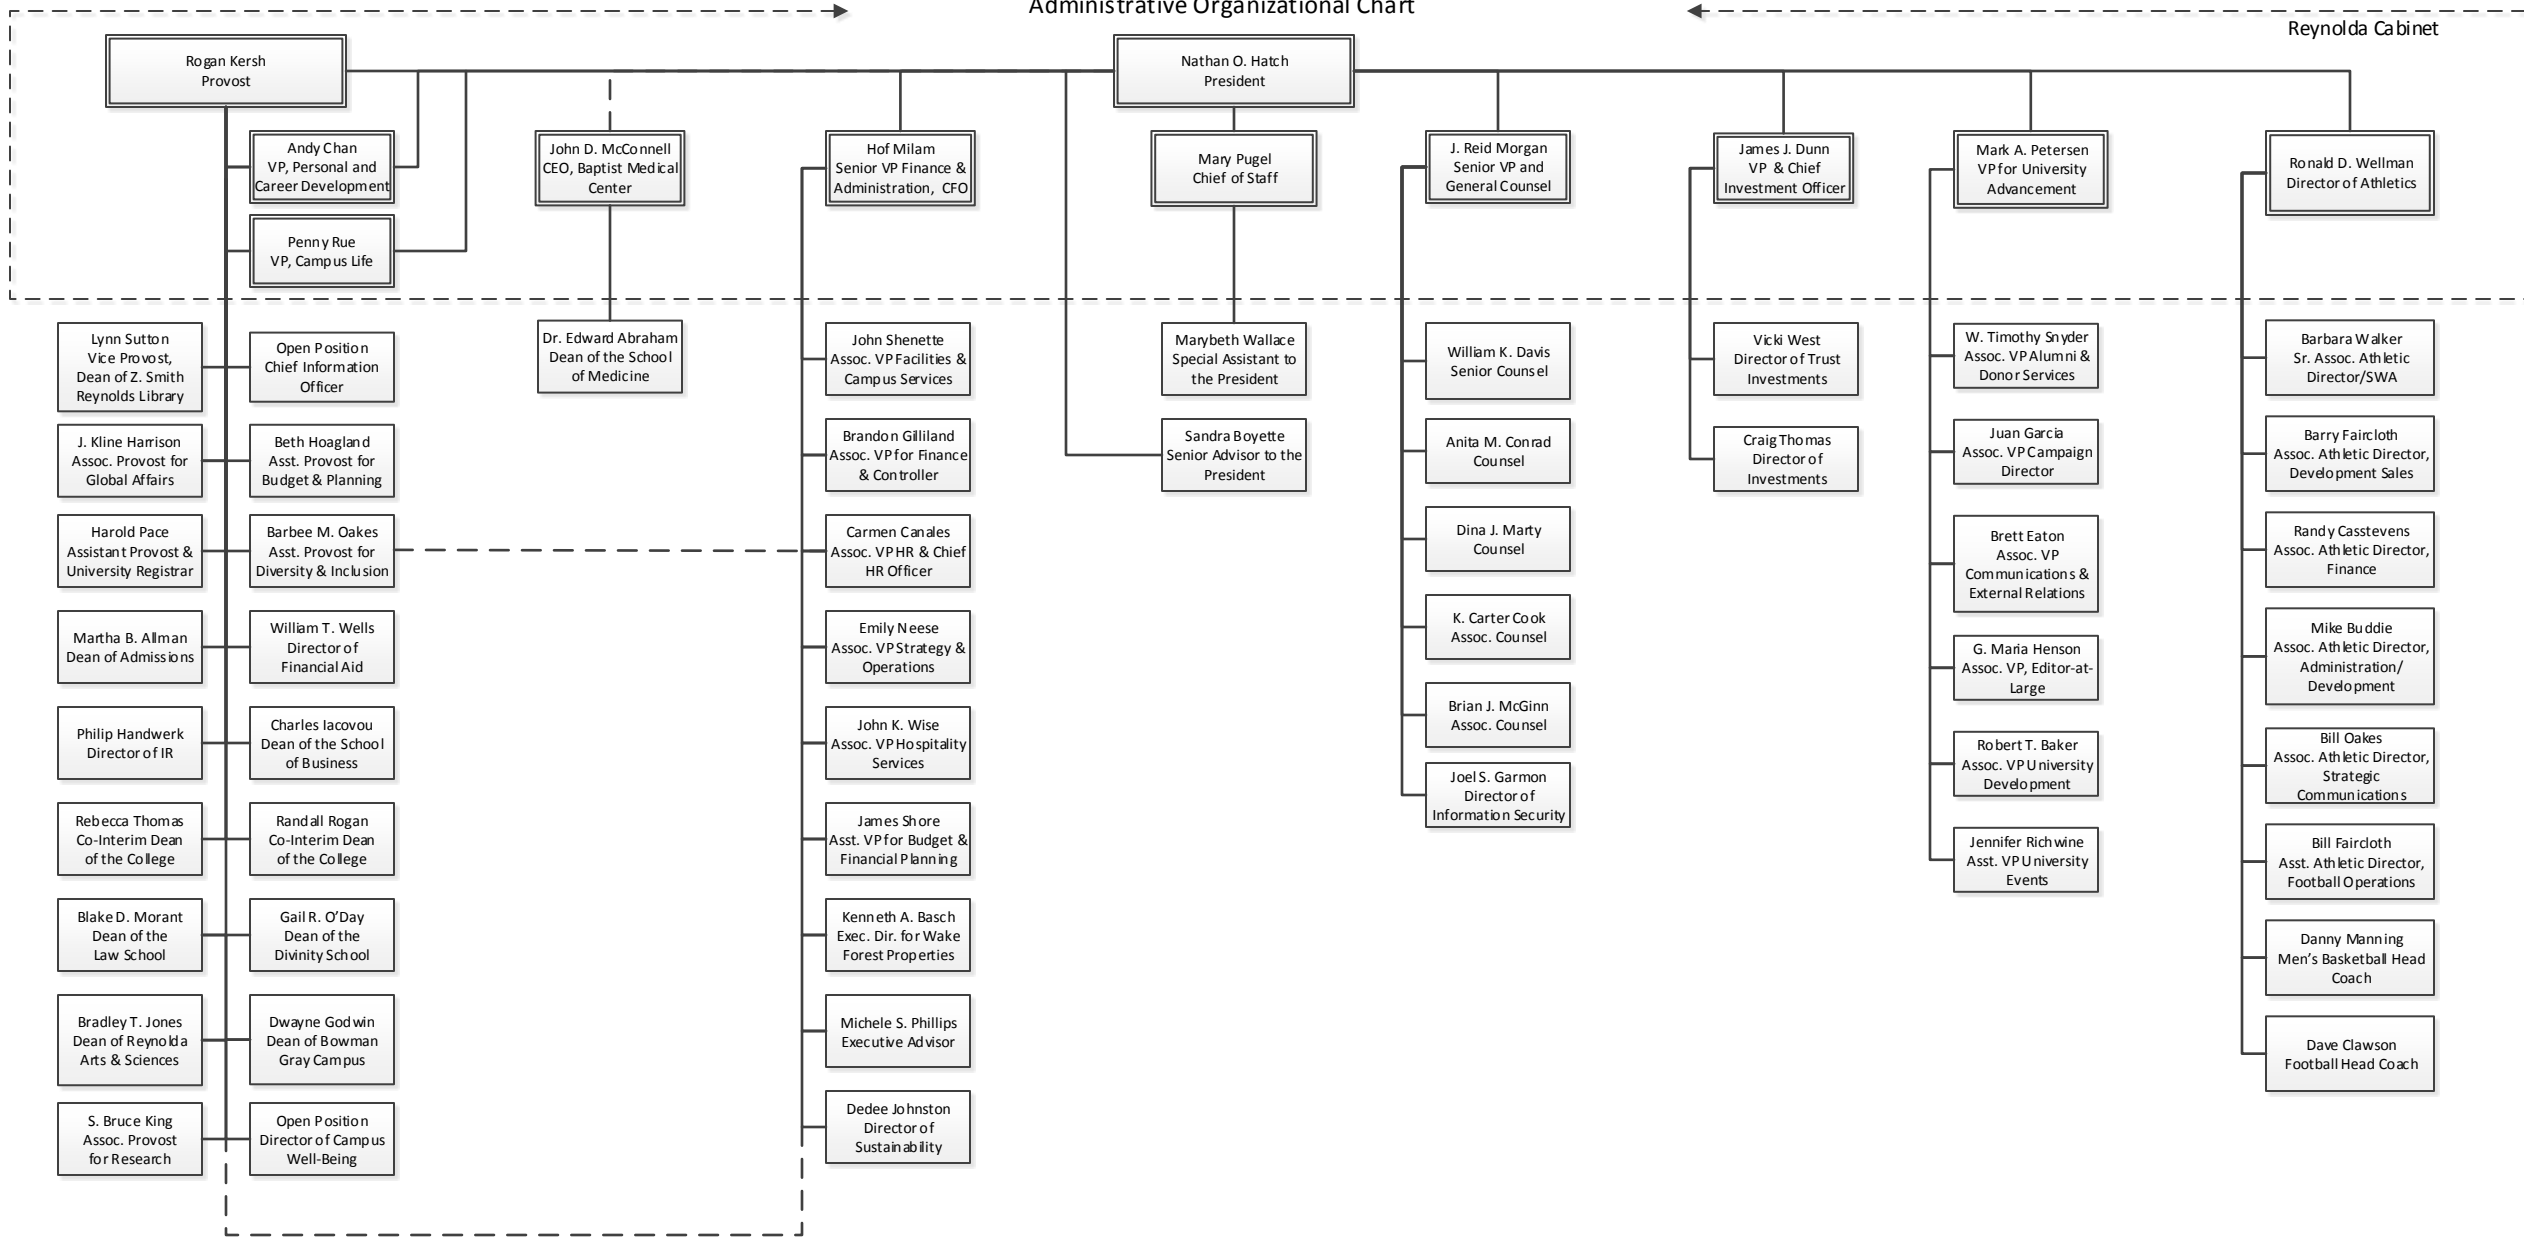 Administrative Organizational Chart
Reynolda Cabinet
Rogan Kersh
Provost
Nathan O. Hatch
President
Andy Chan
VP, Personal and
Career Development
Penny Rue
VP, Campus Life
John D. McConnell
CEO, Baptist Medical
Center
Hof Milam
Senior VP Finance &
Administration, CFO
Mary Pugel
Chief of Staff
J. Reid Morgan
Senior VP and
General Counsel
James J. Dunn
VP & Chief
Investment Officer
Mark A. Petersen
VP for University
Advancement
Ronald D. Wellman
Director of Athletics
Lynn Sutton
Vice Provost,
Dean of Z. Smith
Reynolds Library
J. Kline Harrison
Assoc. Provost for
Global Affairs
Harold Pace
Assistant Provost &
University Registrar
Martha B. Allman
Dean of Admissions
Philip Handwerk
Director of IR
Rebecca Thomas
Co-Interim Dean
of the College
Blake D. Morant
Dean of the
Law School
Bradley T. Jones
Dean of Reynolda
Arts & Sciences
S. Bruce King
Assoc. Provost
for Research
Open Position
Chief Information
Officer
Beth Hoagland
Asst. Provost for
Budget & Planning
Barbee M. Oakes
Asst. Provost for
Diversity & Inclusion
William T. Wells
Director of
Financial Aid
Charles Iacovou
Dean of the School
of Business
Randall Rogan
Co-Interim Dean
of the College
Gail R. O’Day
Dean of the
Divinity School
Dwayne Godwin
Dean of Bowman
Gray Campus
Open Position
Director of Campus
Well-Being
Dr. Edward Abraham
Dean of the School
of Medicine
John Shenette
Assoc. VP Facilities &
Campus Services
Brandon Gilliland
Assoc. VP for Finance
& Controller
Carmen Canales
Assoc. VP HR & Chief
HR Officer
Emily Neese
Assoc. VP Strategy &
Operations
John K. Wise
Assoc. VP Hospitality
Services
James Shore
Asst. VP for Budget &
Financial Planning
Kenneth A. Basch
Exec. Dir. for Wake
Forest Properties
Michele S. Phillips
Executive Advisor
Dedee Johnston
Director of
Sustainability
Marybeth Wallace
Special Assistant to
the President
Sandra Boyette
Senior Advisor to the
President
William K. Davis
Senior Counsel
Anita M. Conrad
Counsel
Dina J. Marty
Counsel
K. Carter Cook
Assoc. Counsel
Brian J. McGinn
Assoc. Counsel
Joel S. Garmon
Director of
Information Security
Vicki West
Director of Trust
Investments
Craig Thomas
Director of
Investments
W. Timothy Snyder
Assoc. VP Alumni &
Donor Services
Juan Garcia
Assoc. VP Campaign
Director
Brett Eaton
Assoc. VP
Communications &
External Relations
G. Maria Henson
Assoc. VP, Editor-at-
Large
Robert T. Baker
Assoc. VP University
Development
Jennifer Richwine
Asst. VP University
Events
Barbara Walker
Sr. Assoc. Athletic
Director/SWA
Barry Faircloth
Assoc. Athletic Director,
Development Sales
Randy Casstevens
Assoc. Athletic Director,
Finance
Mike Buddie
Assoc. Athletic Director,
Administration/
Development
Bill Oakes
Assoc. Athletic Director,
Strategic
Communications
Bill Faircloth
Asst. Athletic Director,
Football Operations
Danny Manning
Men’s Basketball Head
Coach
Dave Clawson
Football Head Coach